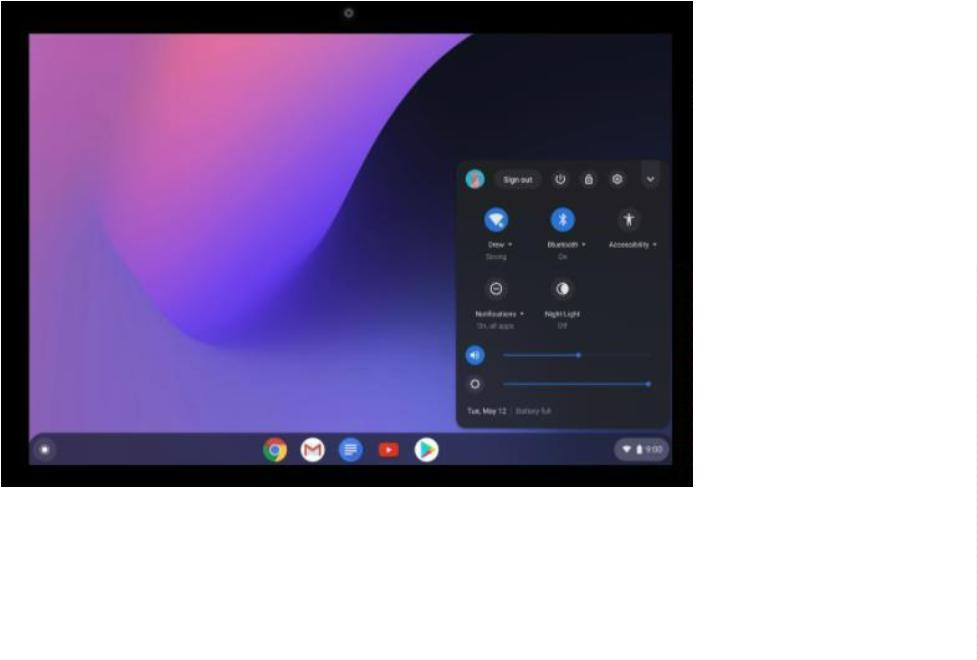 Sign out
Drew
Bluetooth
Accessibility
Strong
On
Notifications
Night Light
On, all apps
Off
Tue, May 12 | Battery full
9:00